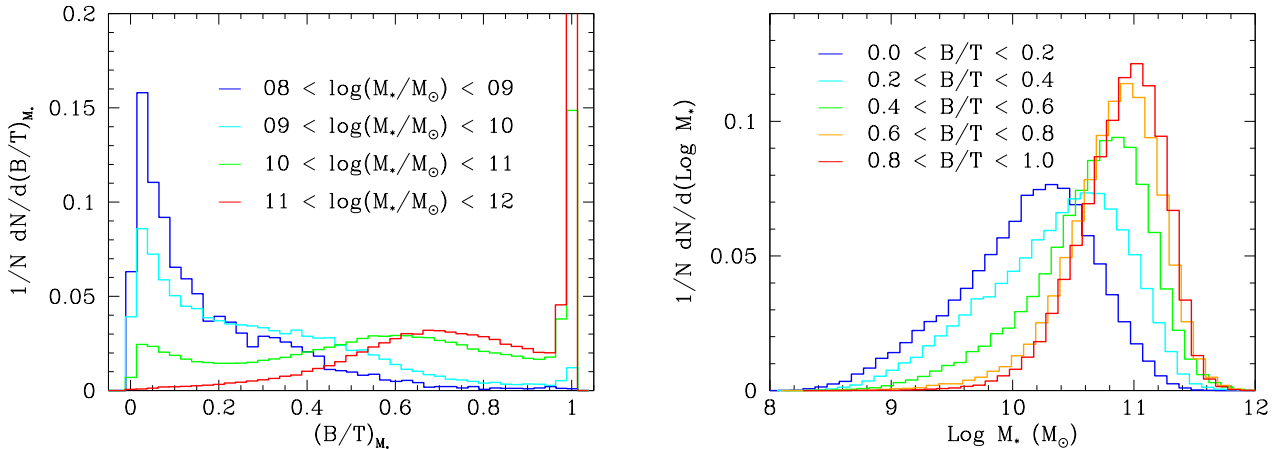 0.2
0.15
0.1
0.05
0
1/N dN/d(B/T)M*
08 < log(M*/M⊙) < 09
09 < log(M*/M⊙) < 10
10 < log(M*/M⊙) < 11
11 < log(M*/M⊙) < 12
0 0.2 0.4 0.6 0.8 1
(B/T)M*
0.1
0.05
0
1/N dN/d(Log M*)
0.0 < B/T < 0.2
0.2 < B/T < 0.4
0.4 < B/T < 0.6
0.6 < B/T < 0.8
0.8 < B/T < 1.0
8 9 10 11 12
Log M* (M⊙)